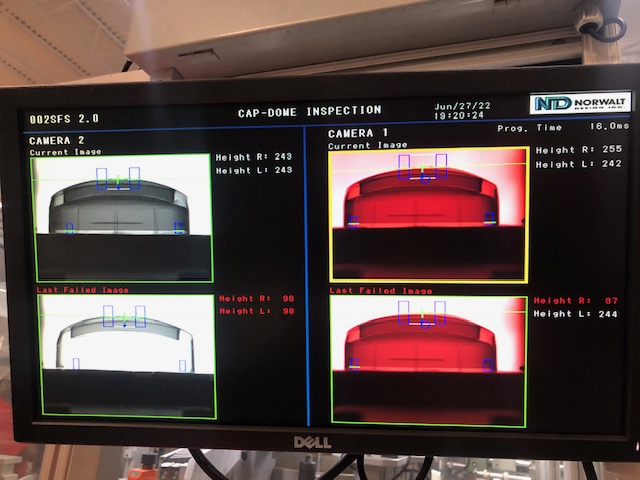 002SFS 2.0
CAP-DOME INSPECTION
Jun/27/22
19:20:24
ND NORWALT
DESIGN INC
Prog. Time 16.0ms
CAMERA 2
Current Image
Height R: 243
Height L: 243
Last Failed Image
Height R: 98
Height L: 98
CAMERA 1
Current Image
Height R: 255
Height L: 242
Last Failed Image
Height R: 87
Height L: 244
DELL